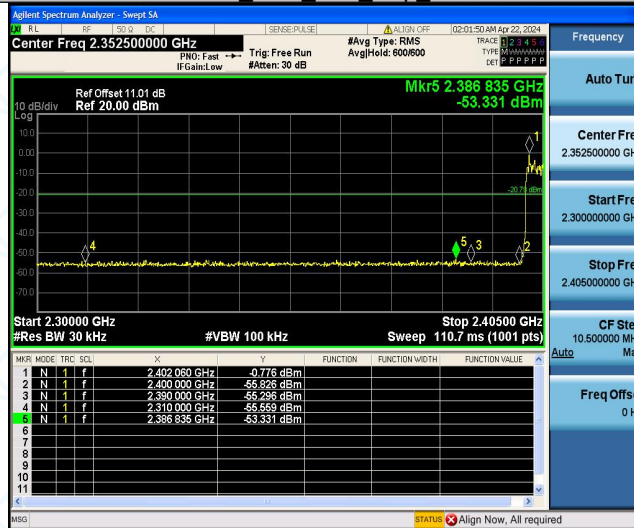 Agilent Spectrum Analyzer - Swept SA
RL RF 50 Ω DC SENSE:PULSE ALIGN OFF 02:01:50 AM Apr 22, 2024
Center Freq 2.352500000 GHz
PNO: Fast
IFGain:Low
Trig: Free Run
#Atten: 30 dB
#Avg Type: RMS
Avg|Hold: 600/600
TRACE 1 2 3 4 5 6
TYPE M
DET P P P P P P
Ref Offset 11.01 dB
Ref 20.00 dBm
10 dB/div
Log
Mkr5 2.386 835 GHz
-53.331 dBm
10.0
0.00
-10.0
-20.0
-30.0
-40.0
-50.0
-60.0
-70.0
1
-20.78 dBm
4
5
3
2
Start 2.30000 GHz
Stop 2.40500 GHz
#Res BW 30 kHz
#VBW 100 kHz
Sweep 110.7 ms (1001 pts)
MKR MODE TRC SCL X Y FUNCTION FUNCTION WIDTH FUNCTION VALUE
1 N 1 f 2.402 060 GHz -0.776 dBm
2 N 1 f 2.400 000 GHz -55.826 dBm
3 N 1 f 2.390 000 GHz -55.296 dBm
4 N 1 f 2.310 000 GHz -55.559 dBm
5 N 1 f 2.386 835 GHz -53.331 dBm
6
7
8
9
10
11
MSG
STATUS Align Now, All required
Frequency
Auto Tun
Center Fre
2.352500000 GH
Start Fre
2.300000000 GH
Stop Fre
2.405000000 GH
CF Ste
10.500000 MH
Auto Ma
Freq Offs
0 H